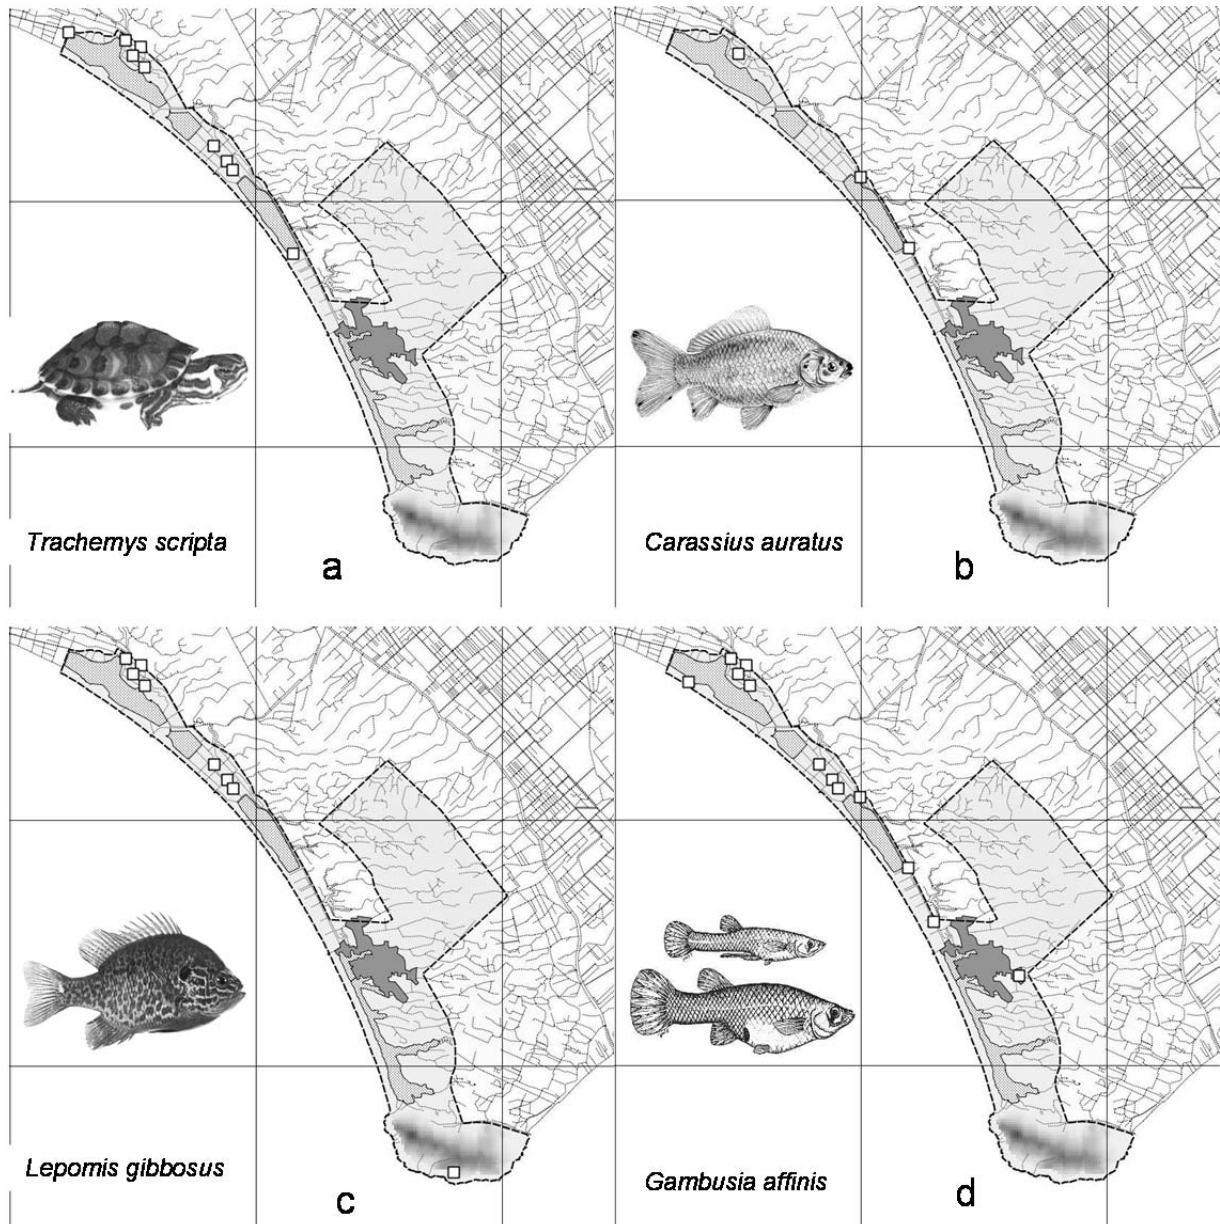 Trachemys scripta
a
Carassius auratus
b
Lepomis gibbosus
c
Gambusia affinis
d